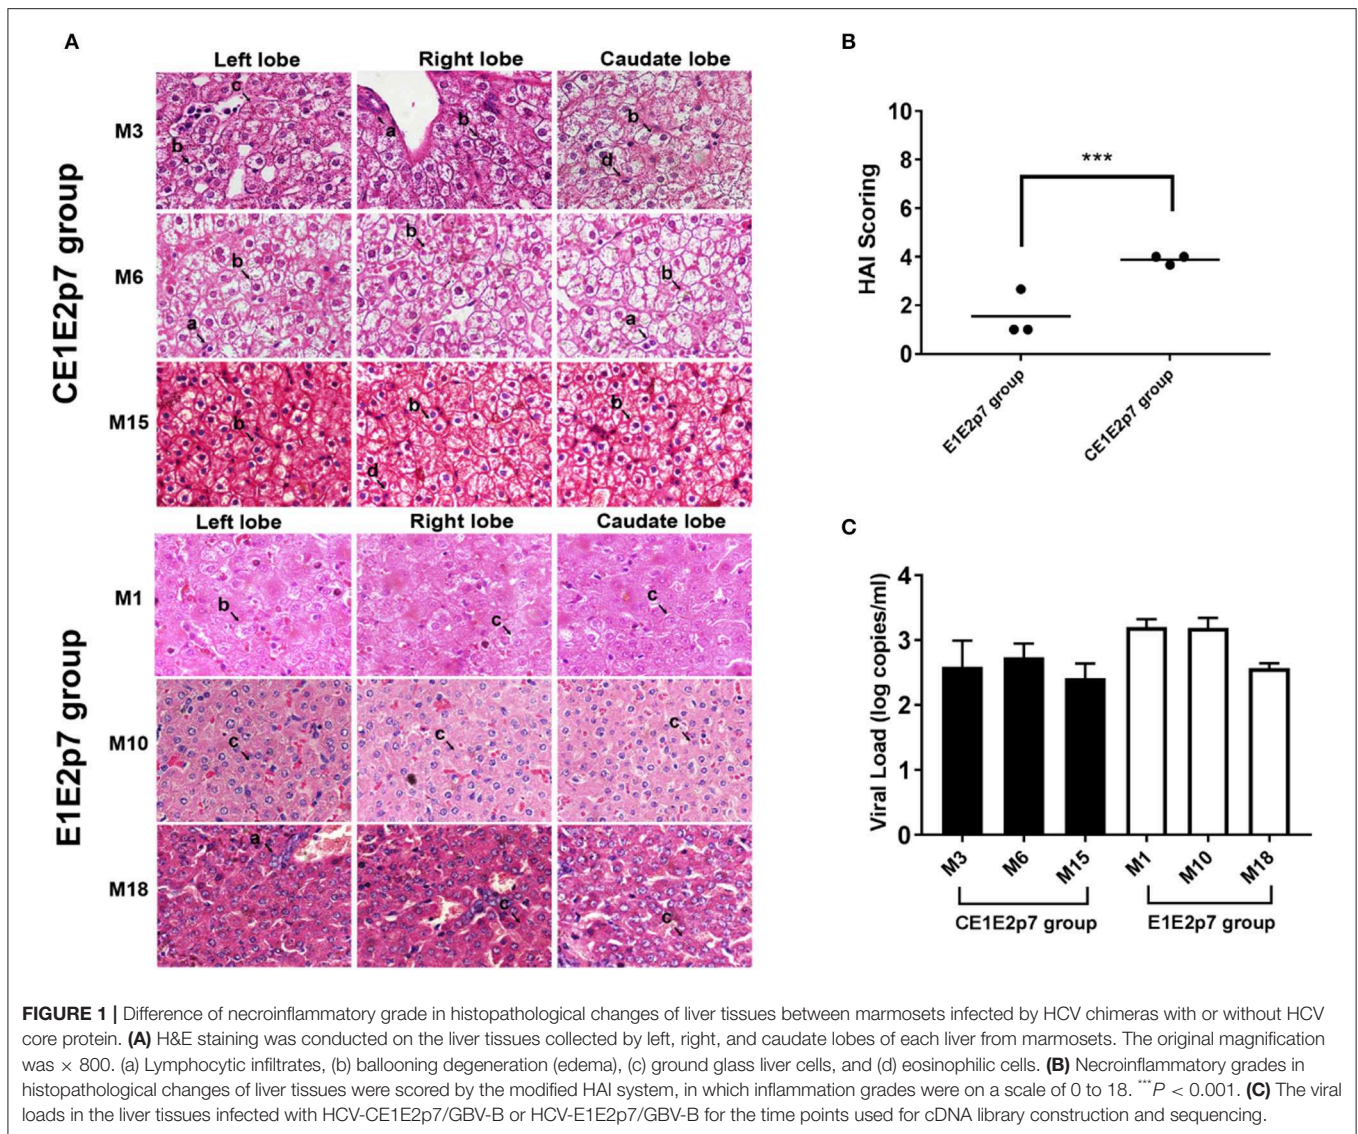 A
Left lobe Right lobe Caudate lobe
CE1E2p7 group
M3
c
b
a
b
b
d
M6
b
a
b
b
a
M15
b
b
d
b
Left lobe Right lobe Caudate lobe
E1E2p7 group
M1
b
c
c
M10
c
c
c
M18
a
c
c
B
HAI Scoring
10
8
6
4
2
0
***
E1E2p7 group
CE1E2p7 group
C
Viral Load (log copies/ml)
4
3
2
1
0
M3 M6 M15 M1 M10 M18
CE1E2p7 group E1E2p7 group
FIGURE 1 | Difference of necroinflammatory grade in histopathological changes of liver tissues between marmosets infected by HCV chimeras with or without HCV
core protein. (A) H&E staining was conducted on the liver tissues collected by left, right, and caudate lobes of each liver from marmosets. The original magnification
was × 800. (a) Lymphocytic infiltrates, (b) ballooning degeneration (edema), (c) ground glass liver cells, and (d) eosinophilic cells. (B) Necroinflammatory grades in
histopathological changes of liver tissues were scored by the modified HAI system, in which inflammation grades were on a scale of 0 to 18. ***P < 0.001. (C) The viral
loads in the liver tissues infected with HCV-CE1E2p7/GBV-B or HCV-E1E2p7/GBV-B for the time points used for cDNA library construction and sequencing.